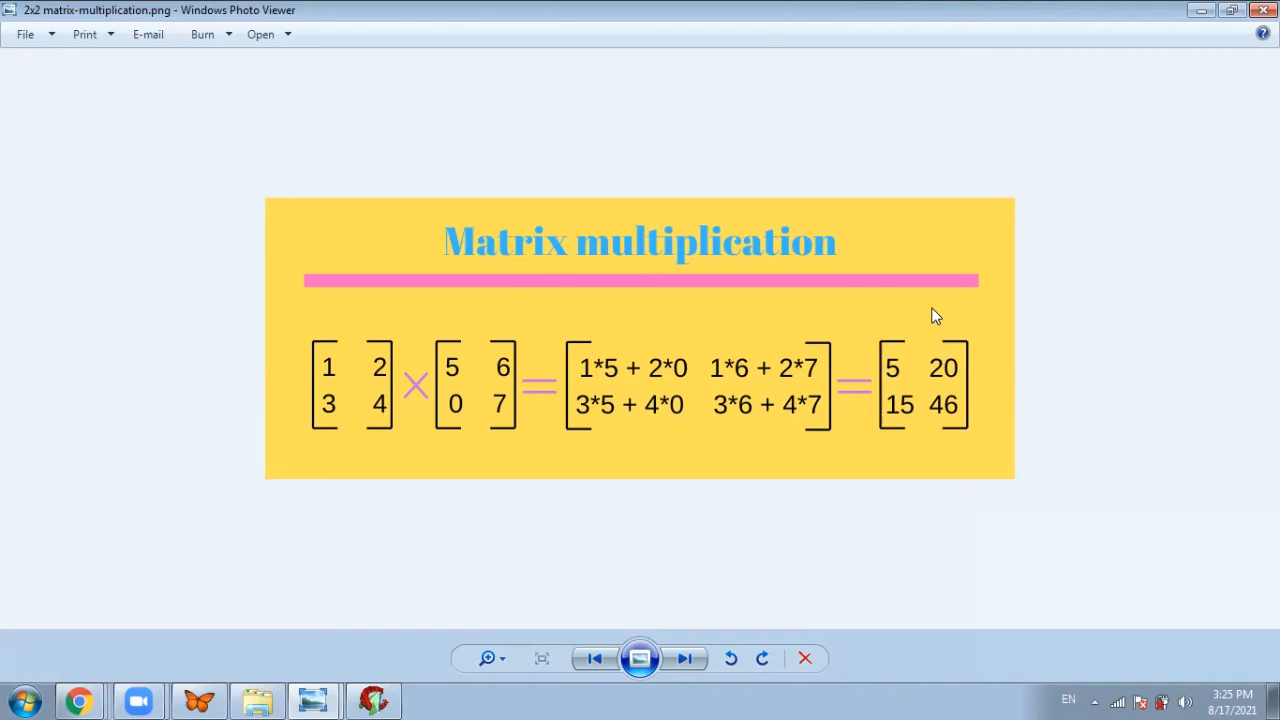 2x2 matrix-multiplication.png - Windows Photo Viewer
File Print E-mail Burn Open
Matrix multiplication
1 2 × 5 6 = 1*5 + 2*0 1*6 + 2*7 = 5 20
3 4 0 7 3*5 + 4*0 3*6 + 4*7 15 46
EN 3:25 PM
8/17/2021